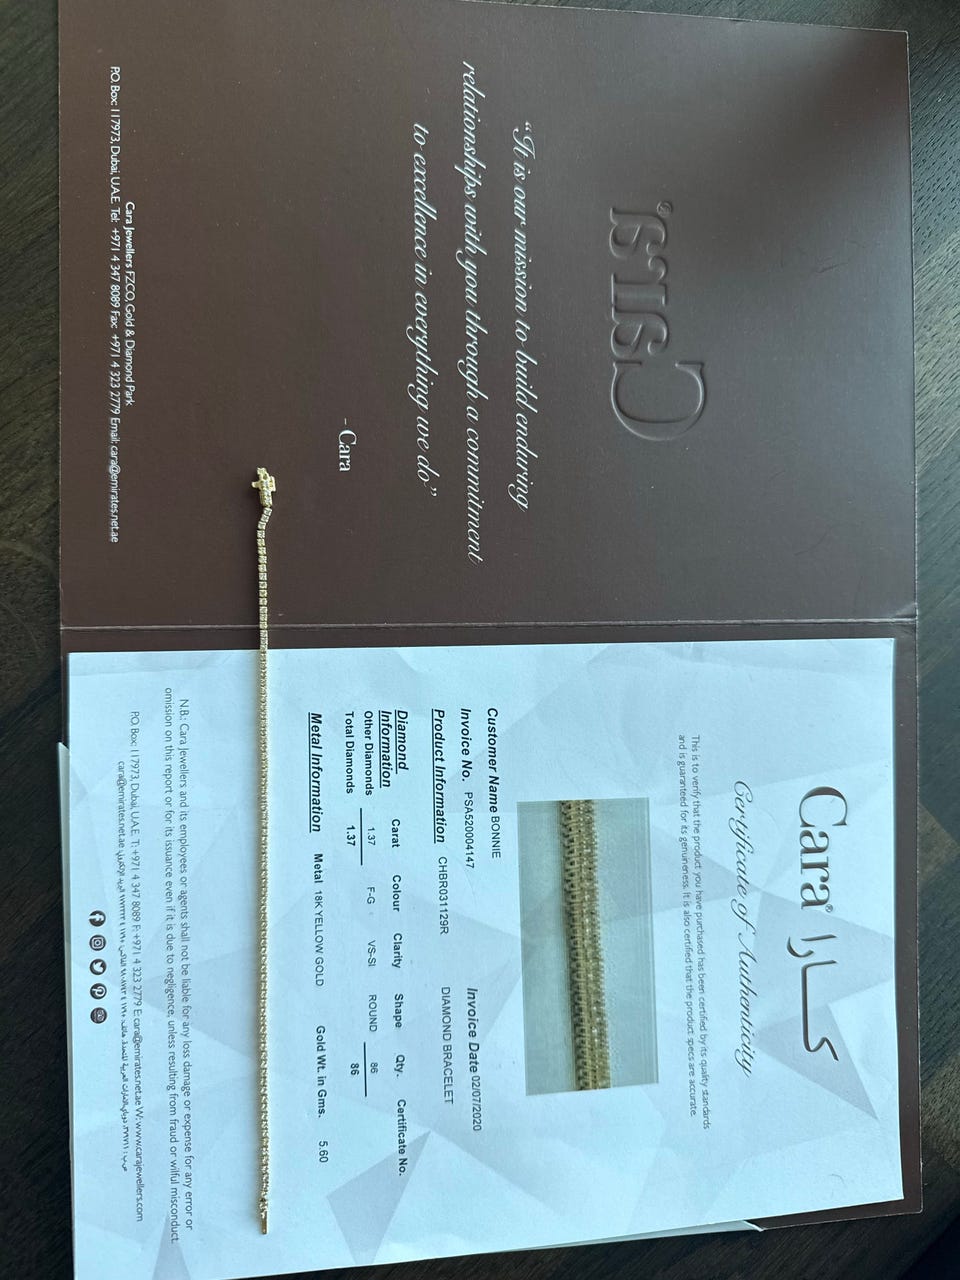 Cara®
"It is our mission to build enduring
relationships with you through a commitment
to excellence in everything we do"
- Cara
Cara Jewellers FZCO, Gold & Diamond Park
P.O. Box: 117973, Dubai, U.A.E. Tel: +971 4 347 8089 Fax: +971 4 323 2779 Email: cara@emirates.net.ae
Cara® كارا
Certificate of Authenticity
This is to verify that the product you have purchased has been certified by its quality standards
and is guaranteed for its genuineness. It is also certified that the product specs are accurate.
Customer Name BONNIE
Invoice No. PSA520004147 Invoice Date 02/07/2020
Product Information CHBR031129R DIAMOND BRACELET
Diamond Information Carat Colour Clarity Shape Qty. Certificate No.
Other Diamonds 1.37 F-G VS-SI ROUND 86
Total Diamonds 1.37 86
Metal Information Metal 18K YELLOW GOLD Gold Wt. in Gms. 5.60
N.B.: Cara Jewellers and its employees or agents shall not be liable for any loss damage or expense for any error or
omission on this report or for its issuance even if it is due to negligence, unless resulting from fraud or wilful misconduct.
P.O. Box: 117973, Dubai, U.A.E. T: +971 4 347 8089 F: +971 4 323 2779 E: cara@emirates.net.ae W: www.carajewellers.com
cara@emirates.net.ae